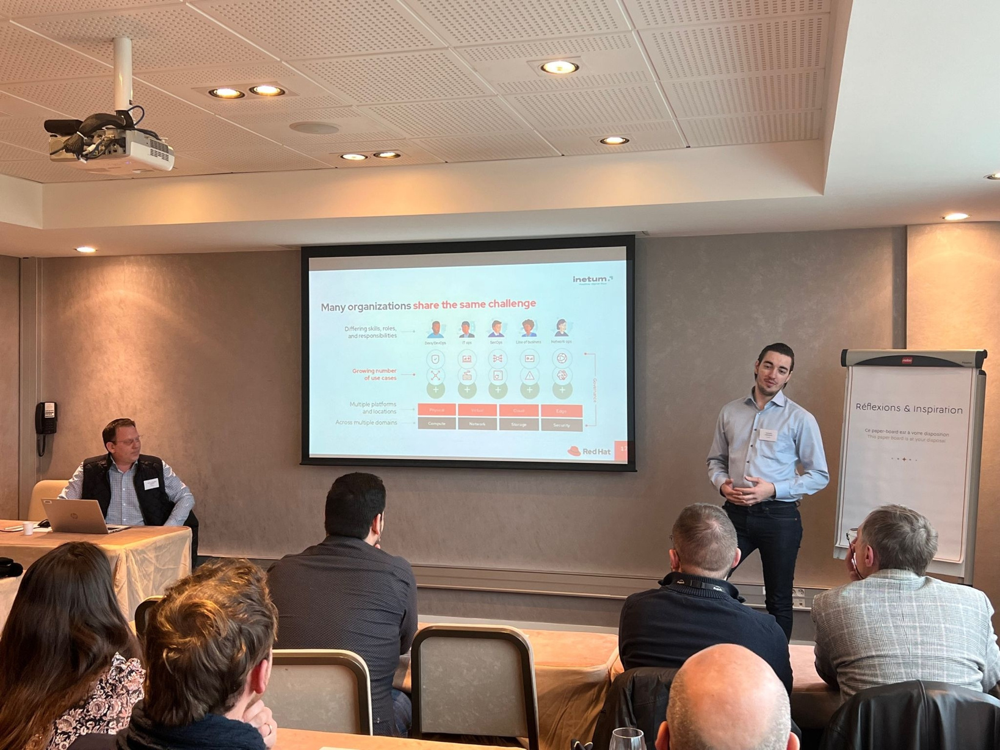 inetum.
Many organizations share the same challenge
Differing skills, roles,
and responsibilities
Devs/DevOps
IT ops
SecOps
Line of business
Network ops
Growing number
of use cases
Governance
Multiple platforms
and locations
Physical
Virtual
Cloud
Edge
Across multiple domains
Compute
Network
Storage
Security
Red Hat
17
nobo
Réflexions & Inspiration
Ce paper-board est à votre disposition
This paper board is at your disposal
hp